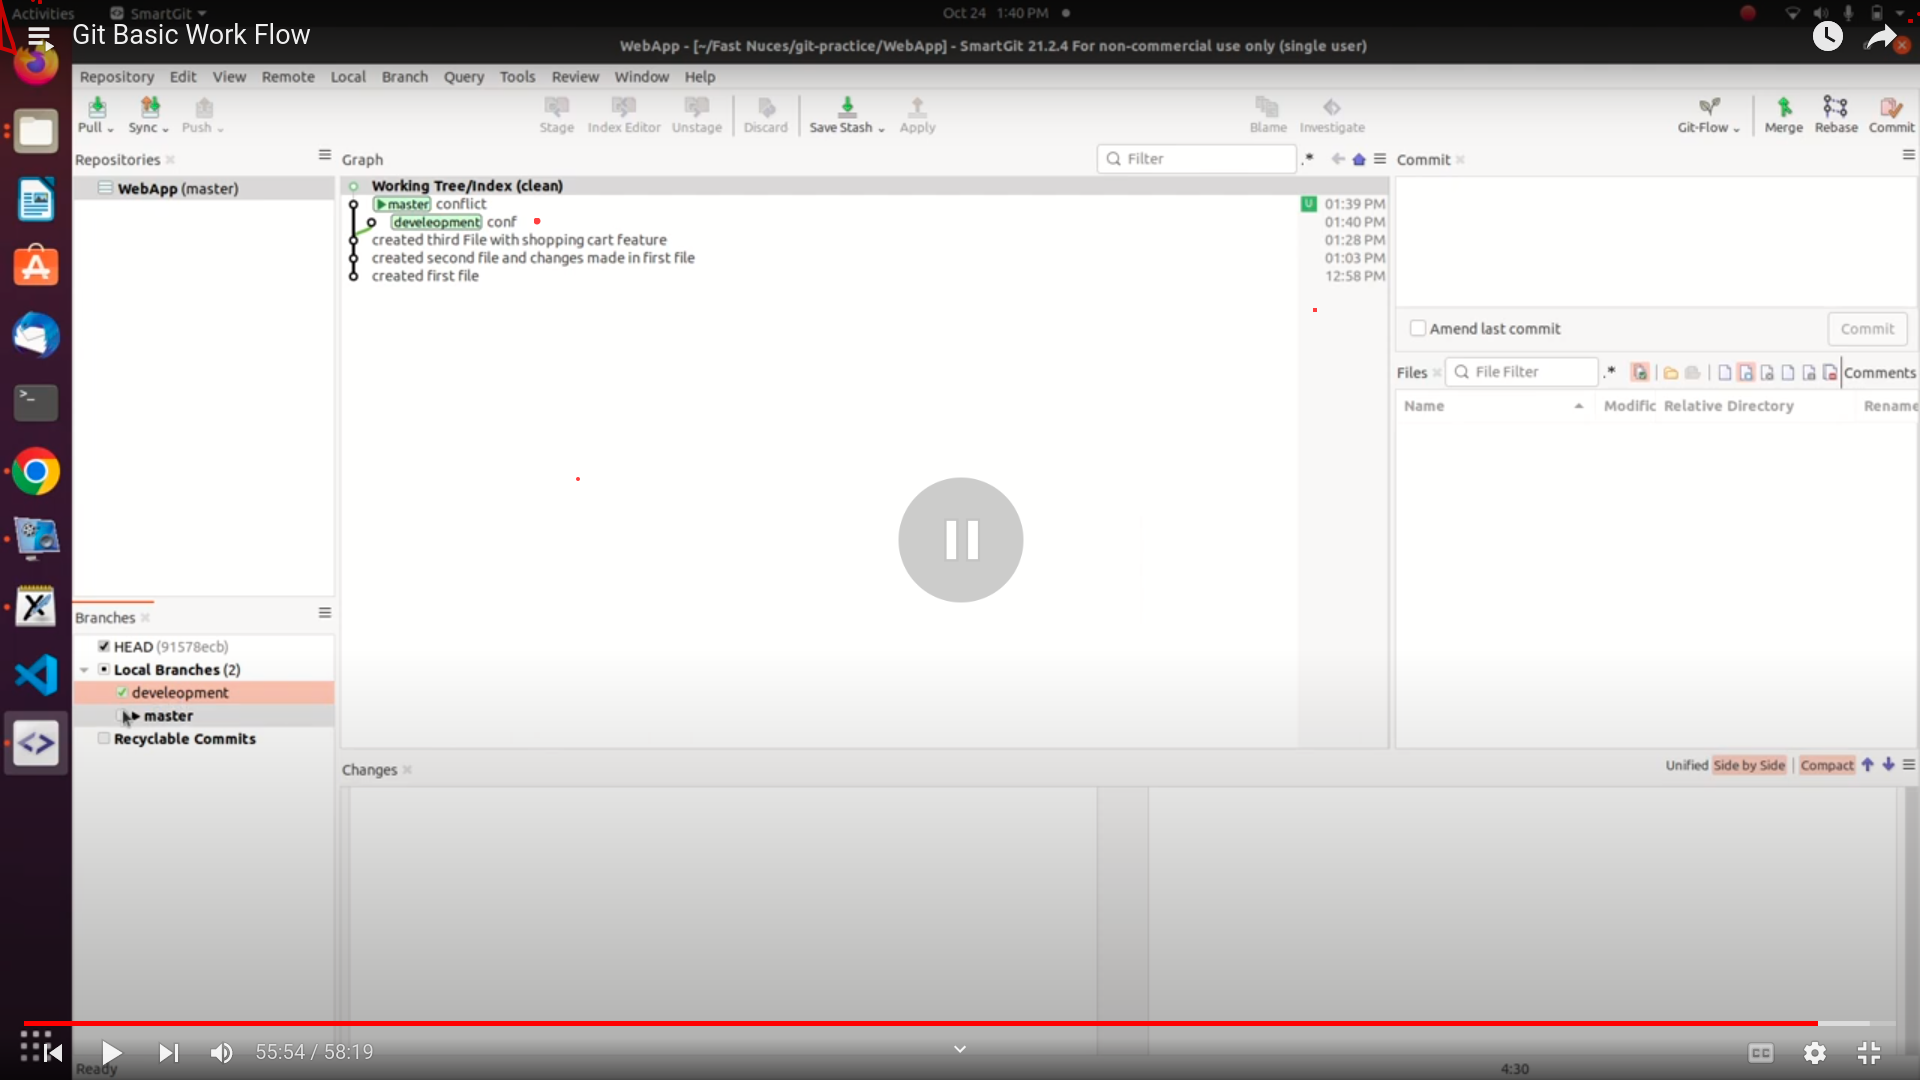 Activities
SmartGit
Oct 24 1:40 PM
Git Basic Work Flow
WebApp - [~/Fast Nuces/git-practice/WebApp] - SmartGit 21.2.4 For non-commercial use only (single user)
Repository Edit View Remote Local Branch Query Tools Review Window Help
Pull Sync Push Stage Index Editor Unstage Discard Save Stash Apply Blame Investigate Git-Flow Merge Rebase Commit
Repositories
WebApp (master)
Graph
Filter
.*
Working Tree/Index (clean)
master conflict U 01:39 PM
develeopment conf 01:40 PM
created third File with shopping cart feature 01:28 PM
created second file and changes made in first file 01:03 PM
created first file 12:58 PM
Commit
Amend last commit
Commit
Files
File Filter
.*
Comments
Name Modific Relative Directory Rename
Branches
HEAD (91578ecb)
Local Branches (2)
develeopment
master
Recyclable Commits
Changes
Unified Side by Side | Compact
55:54 / 58:19
CC
Ready
4:30